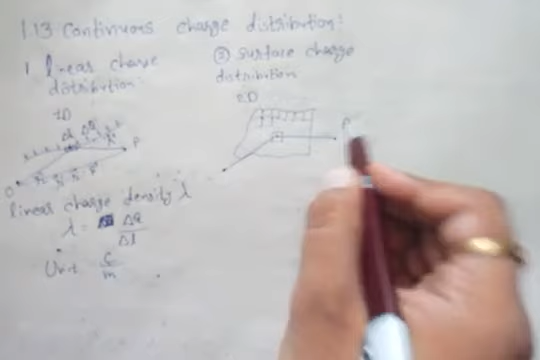 1.13 Continuous charge distribution:
1 linear charge
distribution
1D
ΔQ
P
O
linear charge density λ
λ = ΔQ/Δl
Unit C/m
② surface charge
distribution
2D
P